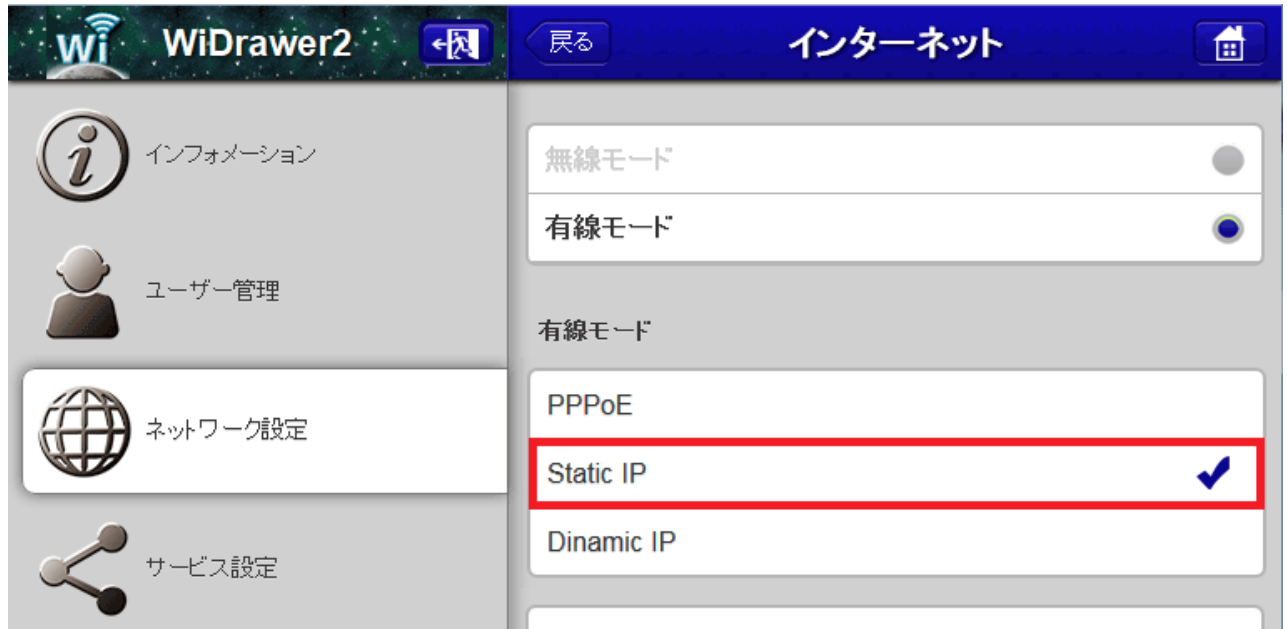 Wi WiDrawer2
インフォメーション
ユーザー管理
ネットワーク設定
サービス設定
戻る インターネット
無線モード
有線モード
有線モード
PPPoE
Static IP
Dinamic IP